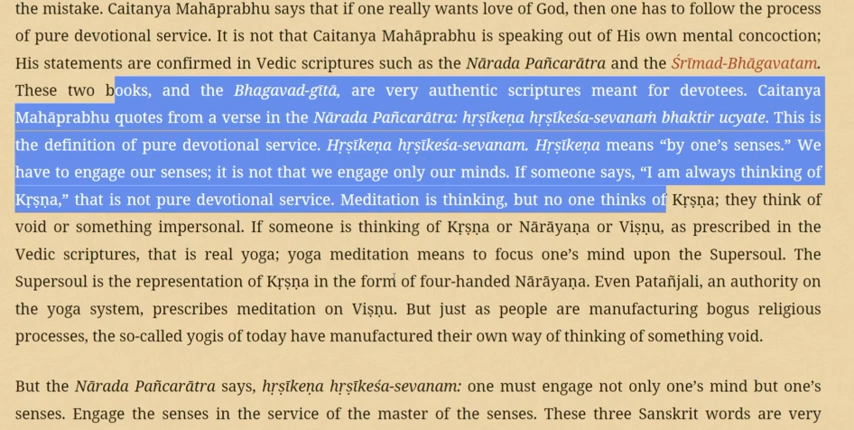 the mistake. Caitanya Mahāprabhu says that if one really wants love of God, then one has to follow the process
of pure devotional service. It is not that Caitanya Mahāprabhu is speaking out of His own mental concoction;
His statements are confirmed in Vedic scriptures such as the Nārada Pañcarātra and the Śrīmad-Bhāgavatam.
These two books, and the Bhagavad-gītā, are very authentic scriptures meant for devotees. Caitanya
Mahāprabhu quotes from a verse in the Nārada Pañcarātra: hṛṣīkeṇa hṛṣīkeśa-sevanaṁ bhaktir ucyate. This is
the definition of pure devotional service. Hṛṣīkeṇa hṛṣīkeśa-sevanam. Hṛṣīkeṇa means “by one’s senses.” We
have to engage our senses; it is not that we engage only our minds. If someone says, “I am always thinking of
Kṛṣṇa,” that is not pure devotional service. Meditation is thinking, but no one thinks of Kṛṣṇa; they think of
void or something impersonal. If someone is thinking of Kṛṣṇa or Nārāyaṇa or Viṣṇu, as prescribed in the
Vedic scriptures, that is real yoga; yoga meditation means to focus one’s mind upon the Supersoul. The
Supersoul is the representation of Kṛṣṇa in the form of four-handed Nārāyaṇa. Even Patañjali, an authority on
the yoga system, prescribes meditation on Viṣṇu. But just as people are manufacturing bogus religious
processes, the so-called yogis of today have manufactured their own way of thinking of something void.
But the Nārada Pañcarātra says, hṛṣīkeṇa hṛṣīkeśa-sevanam: one must engage not only one’s mind but one’s
senses. Engage the senses in the service of the master of the senses. These three Sanskrit words are very